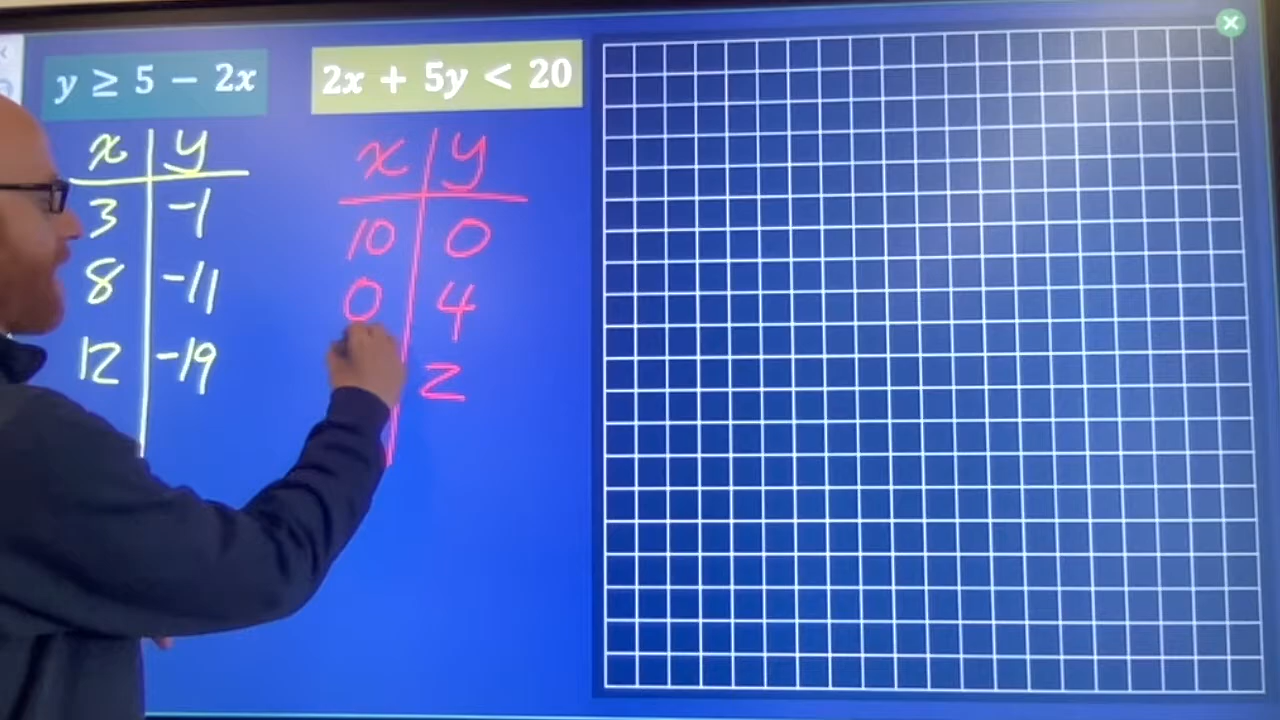 y ≥ 5 − 2x
x y
3 -1
8 -11
12 -19
2x + 5y < 20
x y
10 0
0 4
2